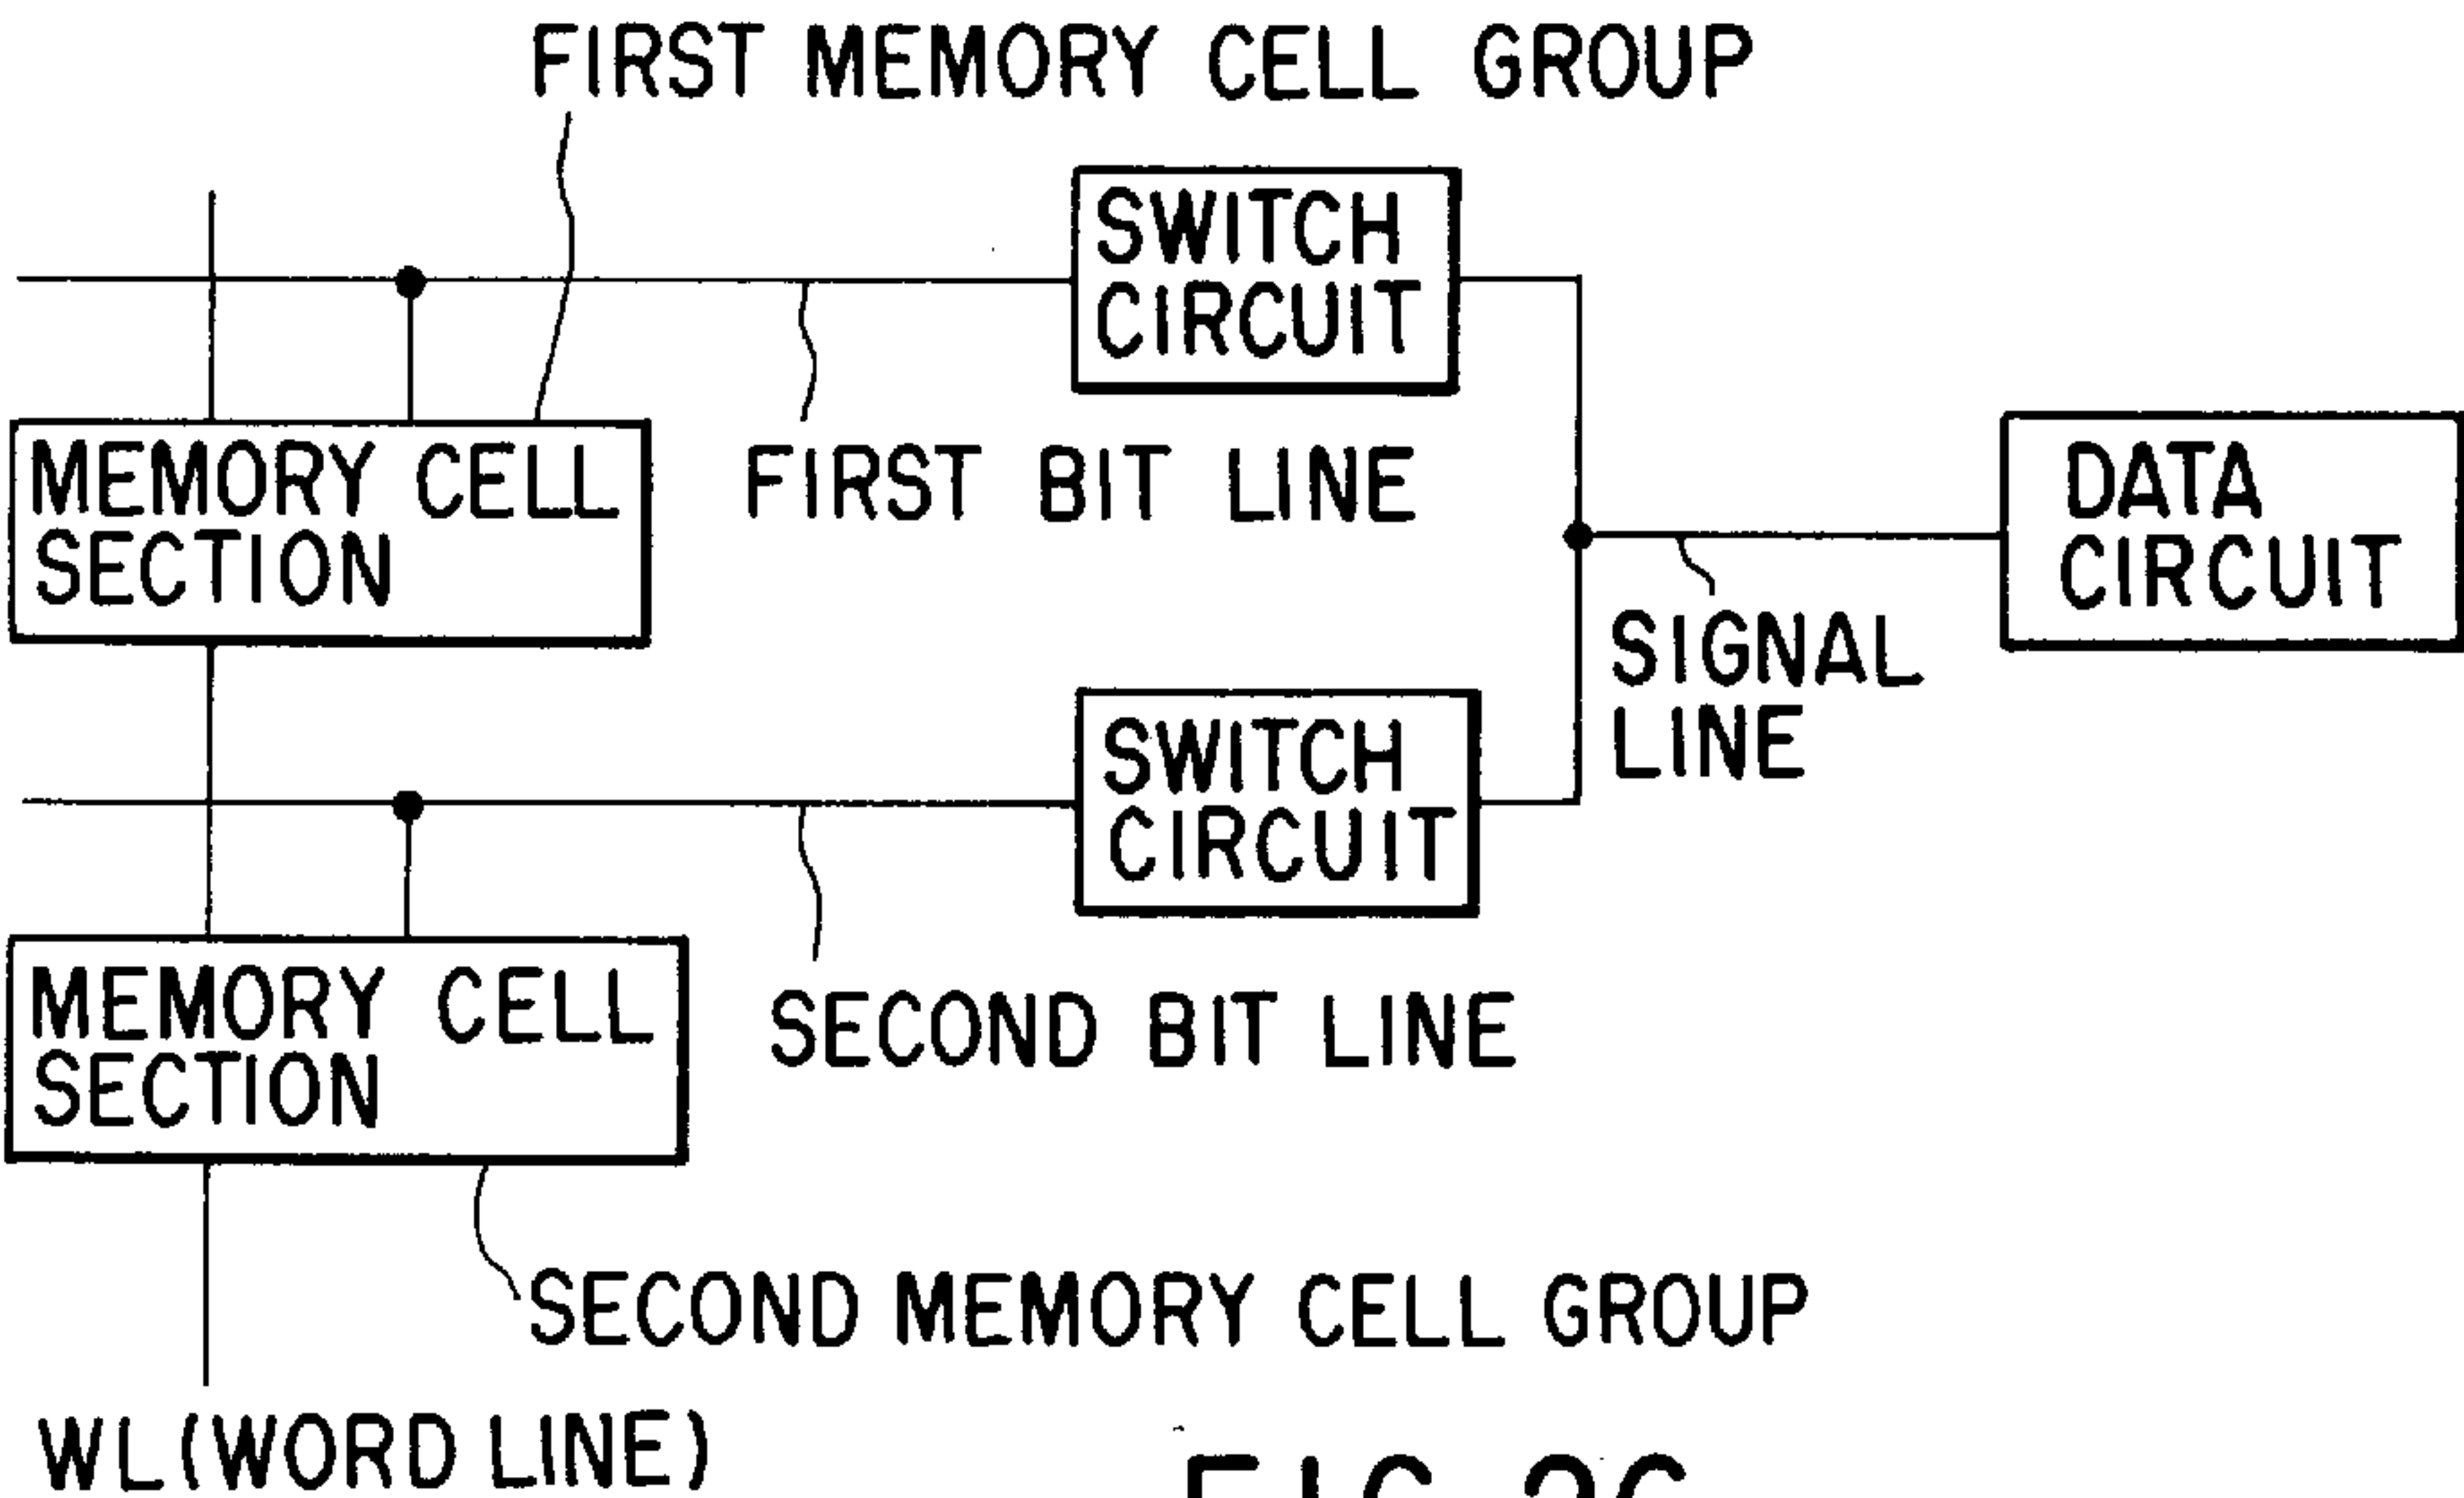 FIRST MEMORY CELL GROUP
SWITCH
CIRCUIT
MEMORY CELL
SECTION
FIRST BIT LINE
DATA
CIRCUIT
SIGNAL
LINE
SWITCH
CIRCUIT
MEMORY CELL
SECTION
SECOND BIT LINE
SECOND MEMORY CELL GROUP
WL(WORD LINE)